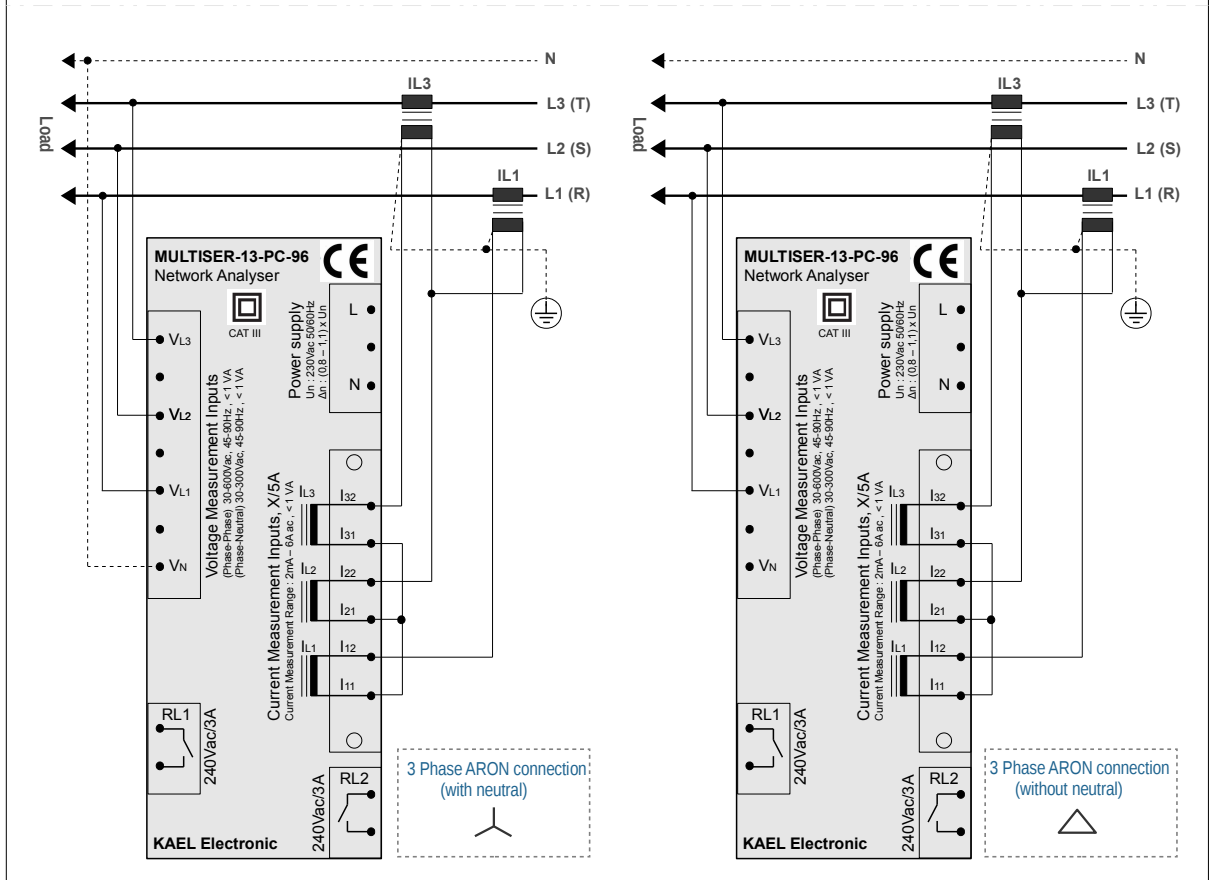 N
IL3
L3 (T)
L2 (S)
IL1
L1 (R)
Load
MULTISER-13-PC-96
Network Analyser
CE
CAT III
Power supply
Un : 230Vac 50/60Hz
Δn : (0,8 – 1,1) x Un
L
N
VL3
VL2
VL1
VN
Voltage Measurement Inputs
(Phase-Phase) 30-600Vac, 45-90Hz , < 1 VA
(Phase-Neutral) 30-300Vac, 45-90Hz, < 1 VA
Current Measurement Inputs, X/5A
Current Measurement Range : 2mA – 6A ac , < 1 VA
IL3
I32
I31
IL2
I22
I21
IL1
I12
I11
RL1
240Vac/3A
RL2
240Vac/3A
KAEL Electronic
3 Phase ARON connection
(with neutral)
N
IL3
L3 (T)
L2 (S)
IL1
L1 (R)
Load
MULTISER-13-PC-96
Network Analyser
CE
CAT III
Power supply
Un : 230Vac 50/60Hz
Δn : (0,8 – 1,1) x Un
L
N
VL3
VL2
VL1
VN
Voltage Measurement Inputs
(Phase-Phase) 30-600Vac, 45-90Hz , < 1 VA
(Phase-Neutral) 30-300Vac, 45-90Hz, < 1 VA
Current Measurement Inputs, X/5A
Current Measurement Range : 2mA – 6A ac , < 1 VA
IL3
I32
I31
IL2
I22
I21
IL1
I12
I11
RL1
240Vac/3A
RL2
240Vac/3A
KAEL Electronic
3 Phase ARON connection
(without neutral)